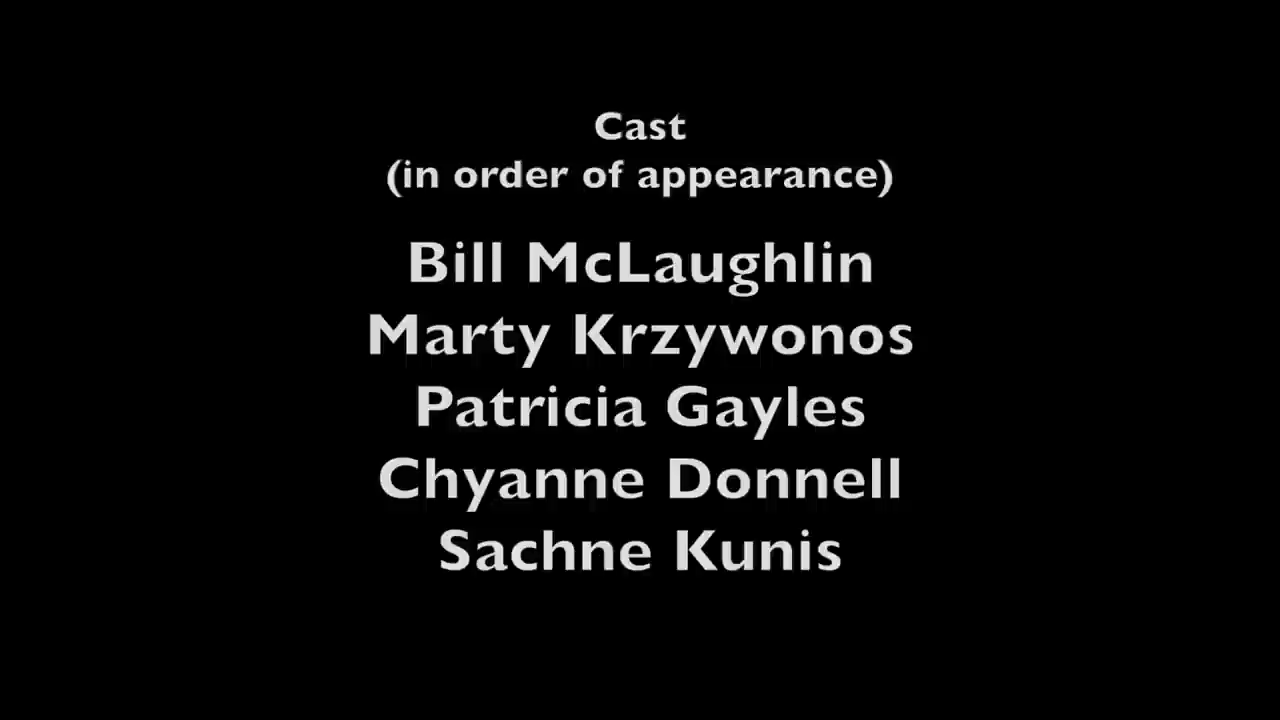 Cast
(in order of appearance)
Bill McLaughlin
Marty Krzywonos
Patricia Gayles
Chyanne Donnell
Sachne Kunis